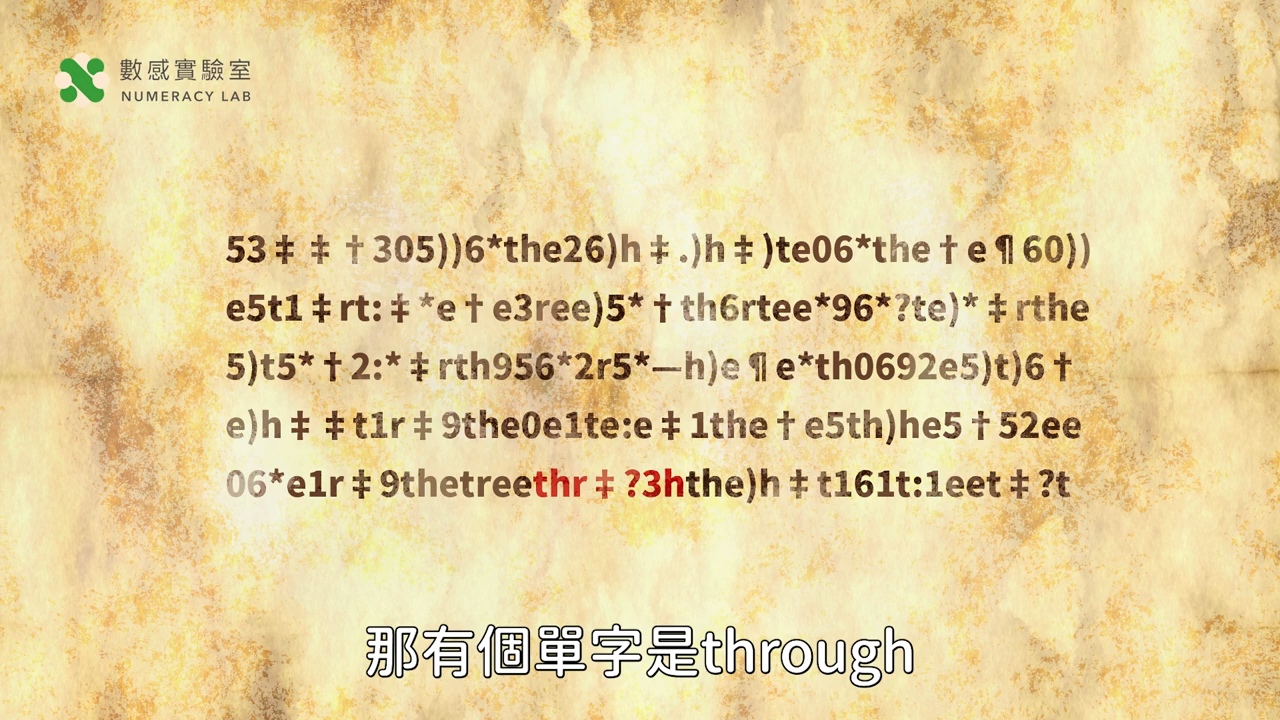 數感實驗室
NUMERACY LAB
53‡‡†305))6*the26)h‡.)h‡)te06*the†e¶60))
e5t1‡rt:‡*e†e3ree)5*†th6rtee*96*?te)*‡rthe
5)t5*†2:*‡rth956*2r5*—h)e¶e*th0692e5)t)6†
e)h‡‡t1r‡9the0e1te:e‡1the†e5th)he5†52ee
06*e1r‡9thetreethr‡?3hthe)h‡t161t:1eet‡?t
那有個單字是through